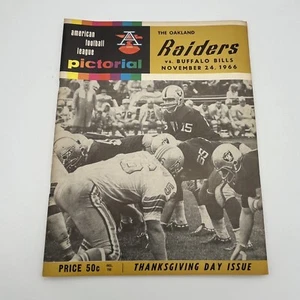 american
football
league
pictorial
THE OAKLAND
Raiders
vs. BUFFALO BILLS
NOVEMBER 24, 1966
15
PRICE 50c
THANKSGIVING DAY ISSUE